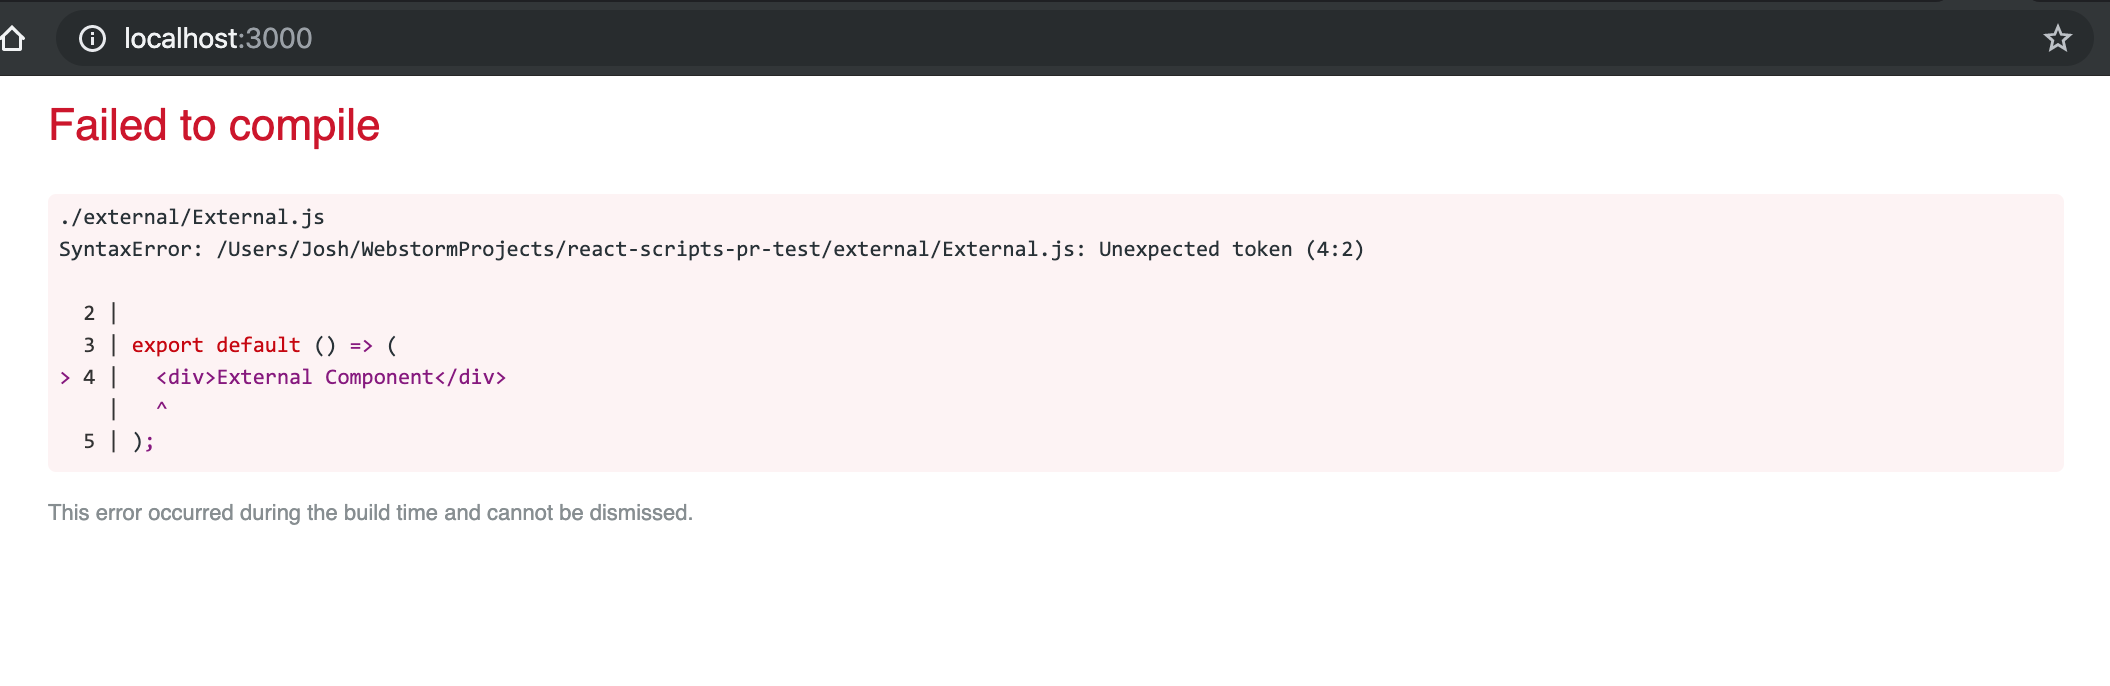 localhost:3000
Failed to compile
./external/External.js
SyntaxError: /Users/Josh/WebstormProjects/react-scripts-pr-test/external/External.js: Unexpected token (4:2)
  2 |
  3 | export default () => (
> 4 |   <div>External Component</div>
    |   ^
  5 | );
This error occurred during the build time and cannot be dismissed.